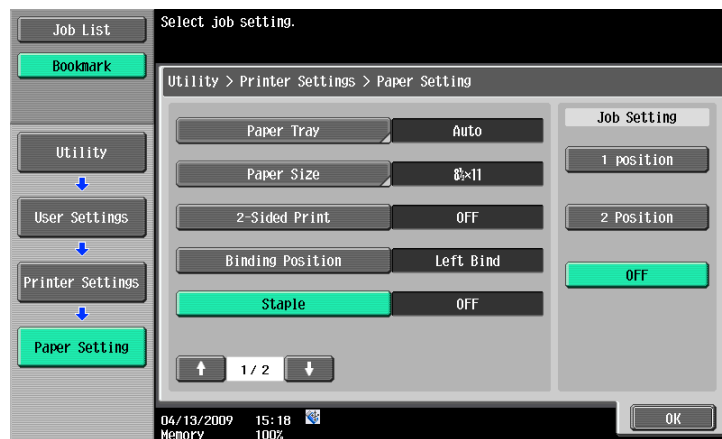 Job List
Bookmark
Utility
User Settings
Printer Settings
Paper Setting
Select job setting.
Utility > Printer Settings > Paper Setting
Paper Tray Auto
Paper Size 8½×11
2-Sided Print OFF
Binding Position Left Bind
Staple OFF
1/2
Job Setting
1 position
2 Position
OFF
04/13/2009 15:18
Memory 100%
OK